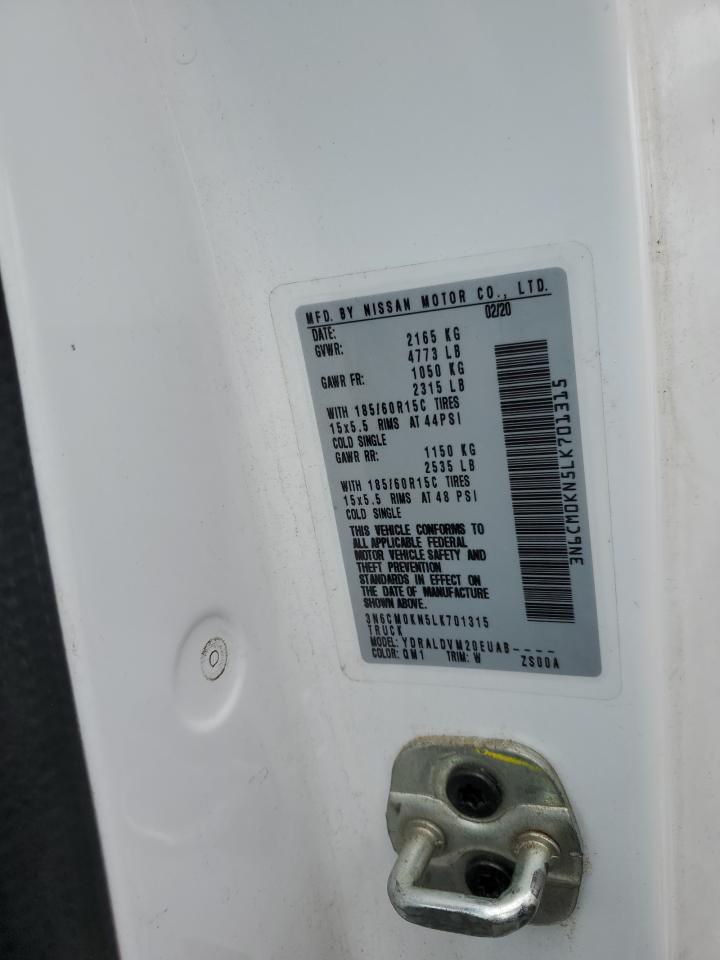 MFD. BY NISSAN MOTOR CO., LTD.
DATE: 02/20
GVWR: 2165 KG
4773 LB
GAWR FR: 1050 KG
2315 LB
WITH 185/60R15C TIRES
15x5.5 RIMS AT 44PSI
COLD SINGLE
GAWR RR: 1150 KG
2535 LB
WITH 185/60R15C TIRES
15x5.5 RIMS AT 48 PSI
COLD SINGLE
THIS VEHICLE CONFORMS TO
ALL APPLICABLE FEDERAL
MOTOR VEHICLE SAFETY AND
THEFT PREVENTION
STANDARDS IN EFFECT ON
THE DATE OF MANUFACTURE
SHOWN ABOVE.
3N6CM0KN5LK701315
TRUCK
MODEL: YDRALDVM20EUAB----
COLOR: QM1 TRIM: W ZS00A
3N6CM0KN5LK701315